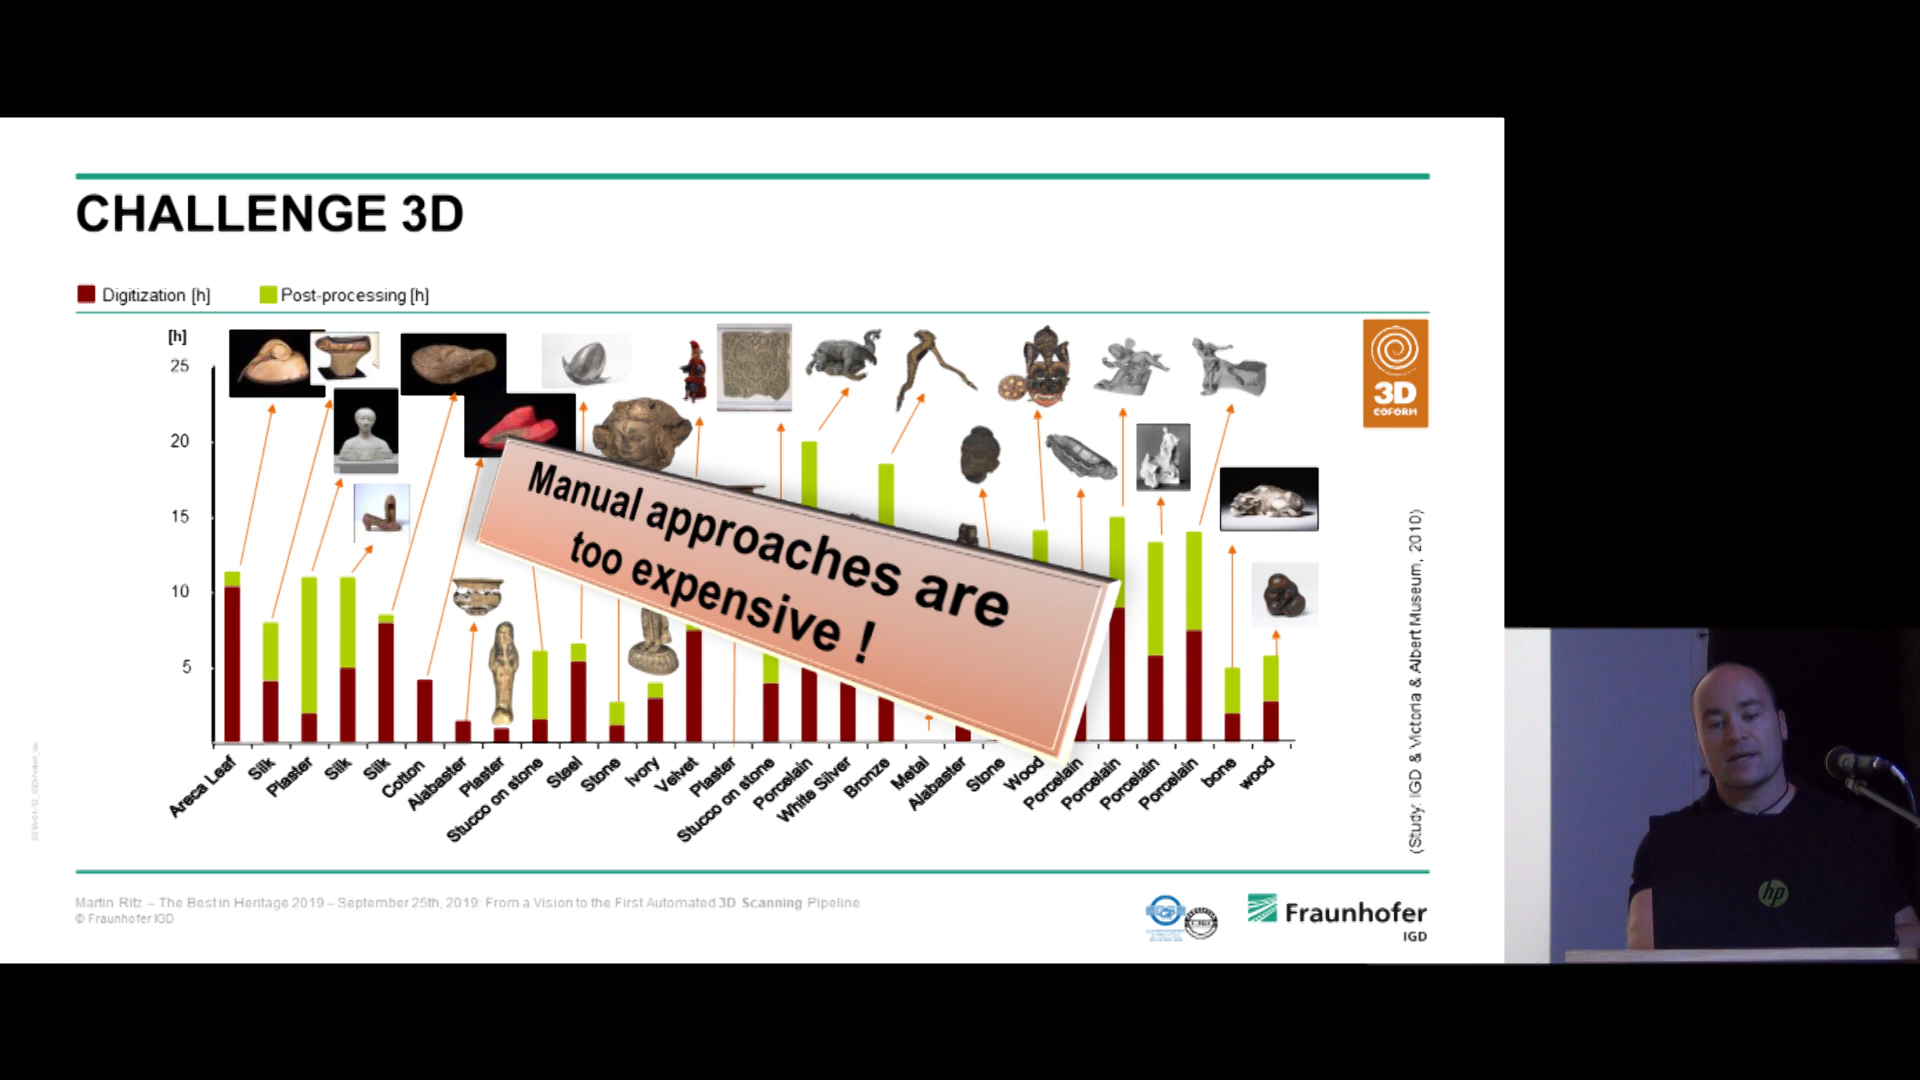 CHALLENGE 3D
Digitization [h]
Post-processing [h]
[h]
25
20
15
10
5
Manual approaches are
too expensive !
3D
COFORM
Areca Leaf
Silk
Plaster
Silk
Silk
Cotton
Alabaster
Plaster
Stucco on stone
Steel
Stone
Ivory
Velvet
Plaster
Stucco on stone
Porcelain
White Silver
Bronze
Metal
Alabaster
Stone
Wood
Porcelain
Porcelain
Porcelain
Porcelain
bone
wood
(Study: IGD & Victoria & Albert Museum, 2010)
Martin Ritz – The Best in Heritage 2019 – September 25th, 2019: From a Vision to the First Automated 3D Scanning Pipeline
© Fraunhofer IGD
Fraunhofer
IGD
hp